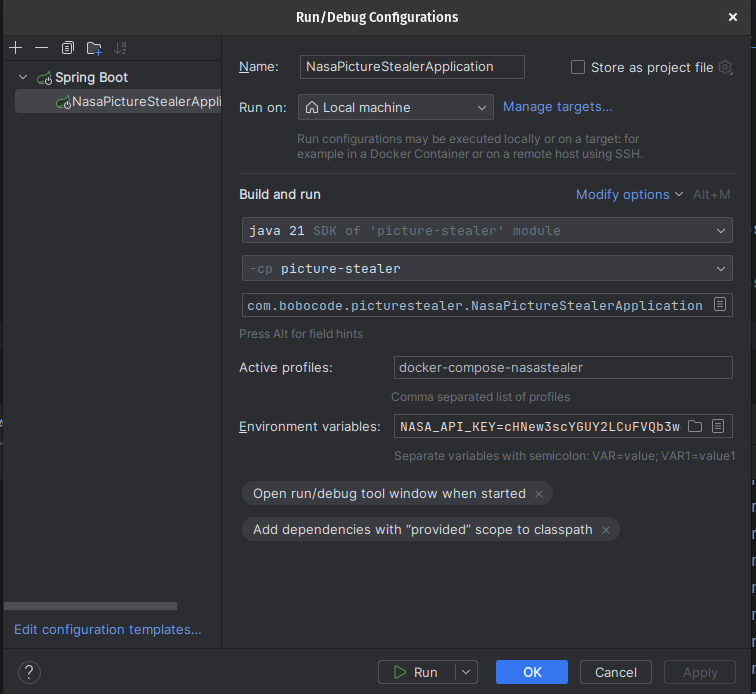 Run/Debug Configurations
Spring Boot
NasaPictureStealerAppli
Name: NasaPictureStealerApplication Store as project file
Run on: Local machine Manage targets...
Run configurations may be executed locally or on a target: for
example in a Docker Container or on a remote host using SSH.
Build and run Modify options Alt+M
java 21 SDK of 'picture-stealer' module
-cp picture-stealer
com.bobocode.picturestealer.NasaPictureStealerApplication
Press Alt for field hints
Active profiles: docker-compose-nasastealer
Comma separated list of profiles
Environment variables: NASA_API_KEY=cHNew3scYGUY2LCuFVQb3w
Separate variables with semicolon: VAR=value; VAR1=value1
Open run/debug tool window when started
Add dependencies with “provided” scope to classpath
Edit configuration templates...
? Run OK Cancel Apply